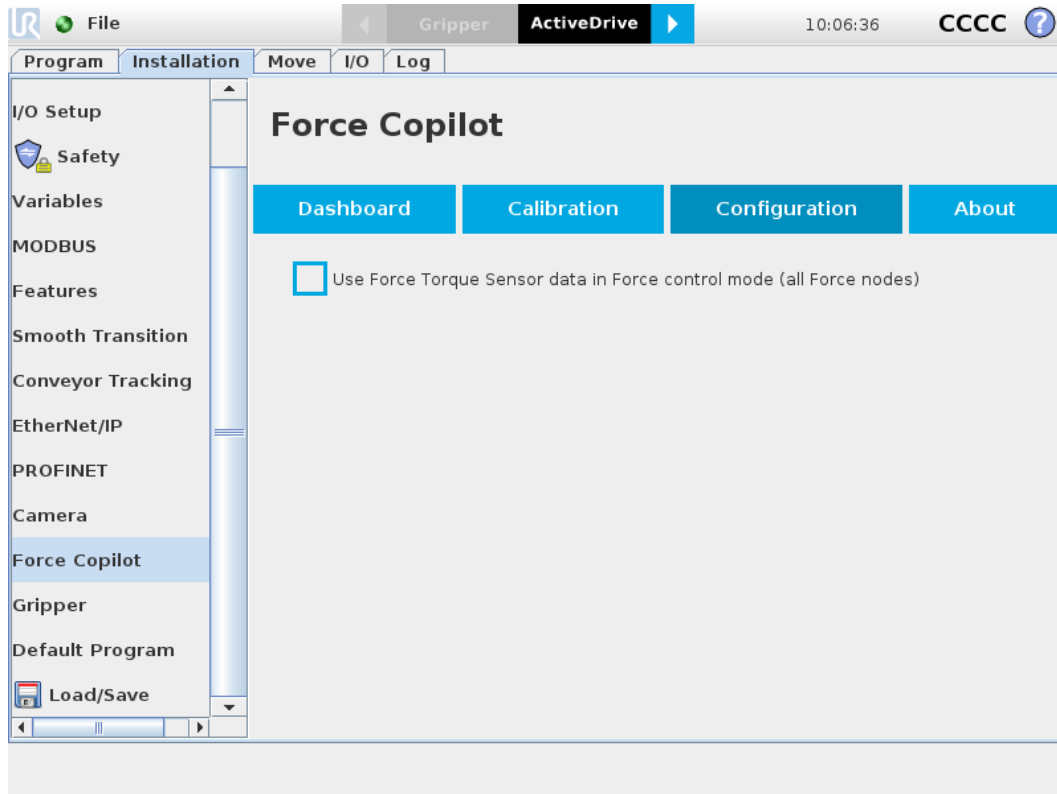 UR File Gripper ActiveDrive 10:06:36 CCCC ?
Program Installation Move I/O Log
I/O Setup
Safety
Variables
MODBUS
Features
Smooth Transition
Conveyor Tracking
EtherNet/IP
PROFINET
Camera
Force Copilot
Gripper
Default Program
Load/Save
Force Copilot
Dashboard Calibration Configuration About
Use Force Torque Sensor data in Force control mode (all Force nodes)